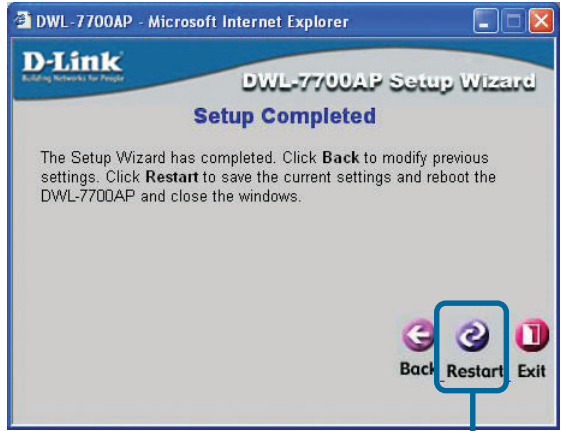 DWL-7700AP - Microsoft Internet Explorer
D-Link
Building Networks for People
DWL-7700AP Setup Wizard
Setup Completed
The Setup Wizard has completed. Click Back to modify previous
settings. Click Restart to save the current settings and reboot the
DWL-7700AP and close the windows.
Back Restart Exit